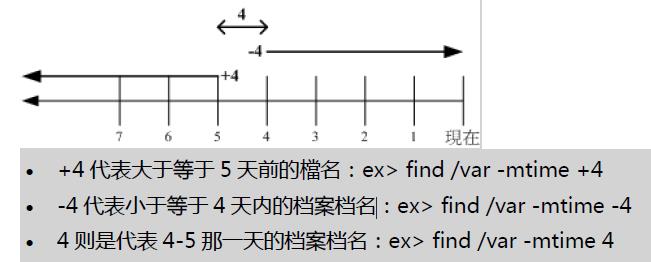 4
-4
+4
7 6 5 4 3 2 1 現在
• +4代表大于等于5天前的檔名：ex> find /var -mtime +4
• -4代表小于等于4天内的档案档名：ex> find /var -mtime -4
• 4则是代表4-5那一天的档案档名：ex> find /var -mtime 4